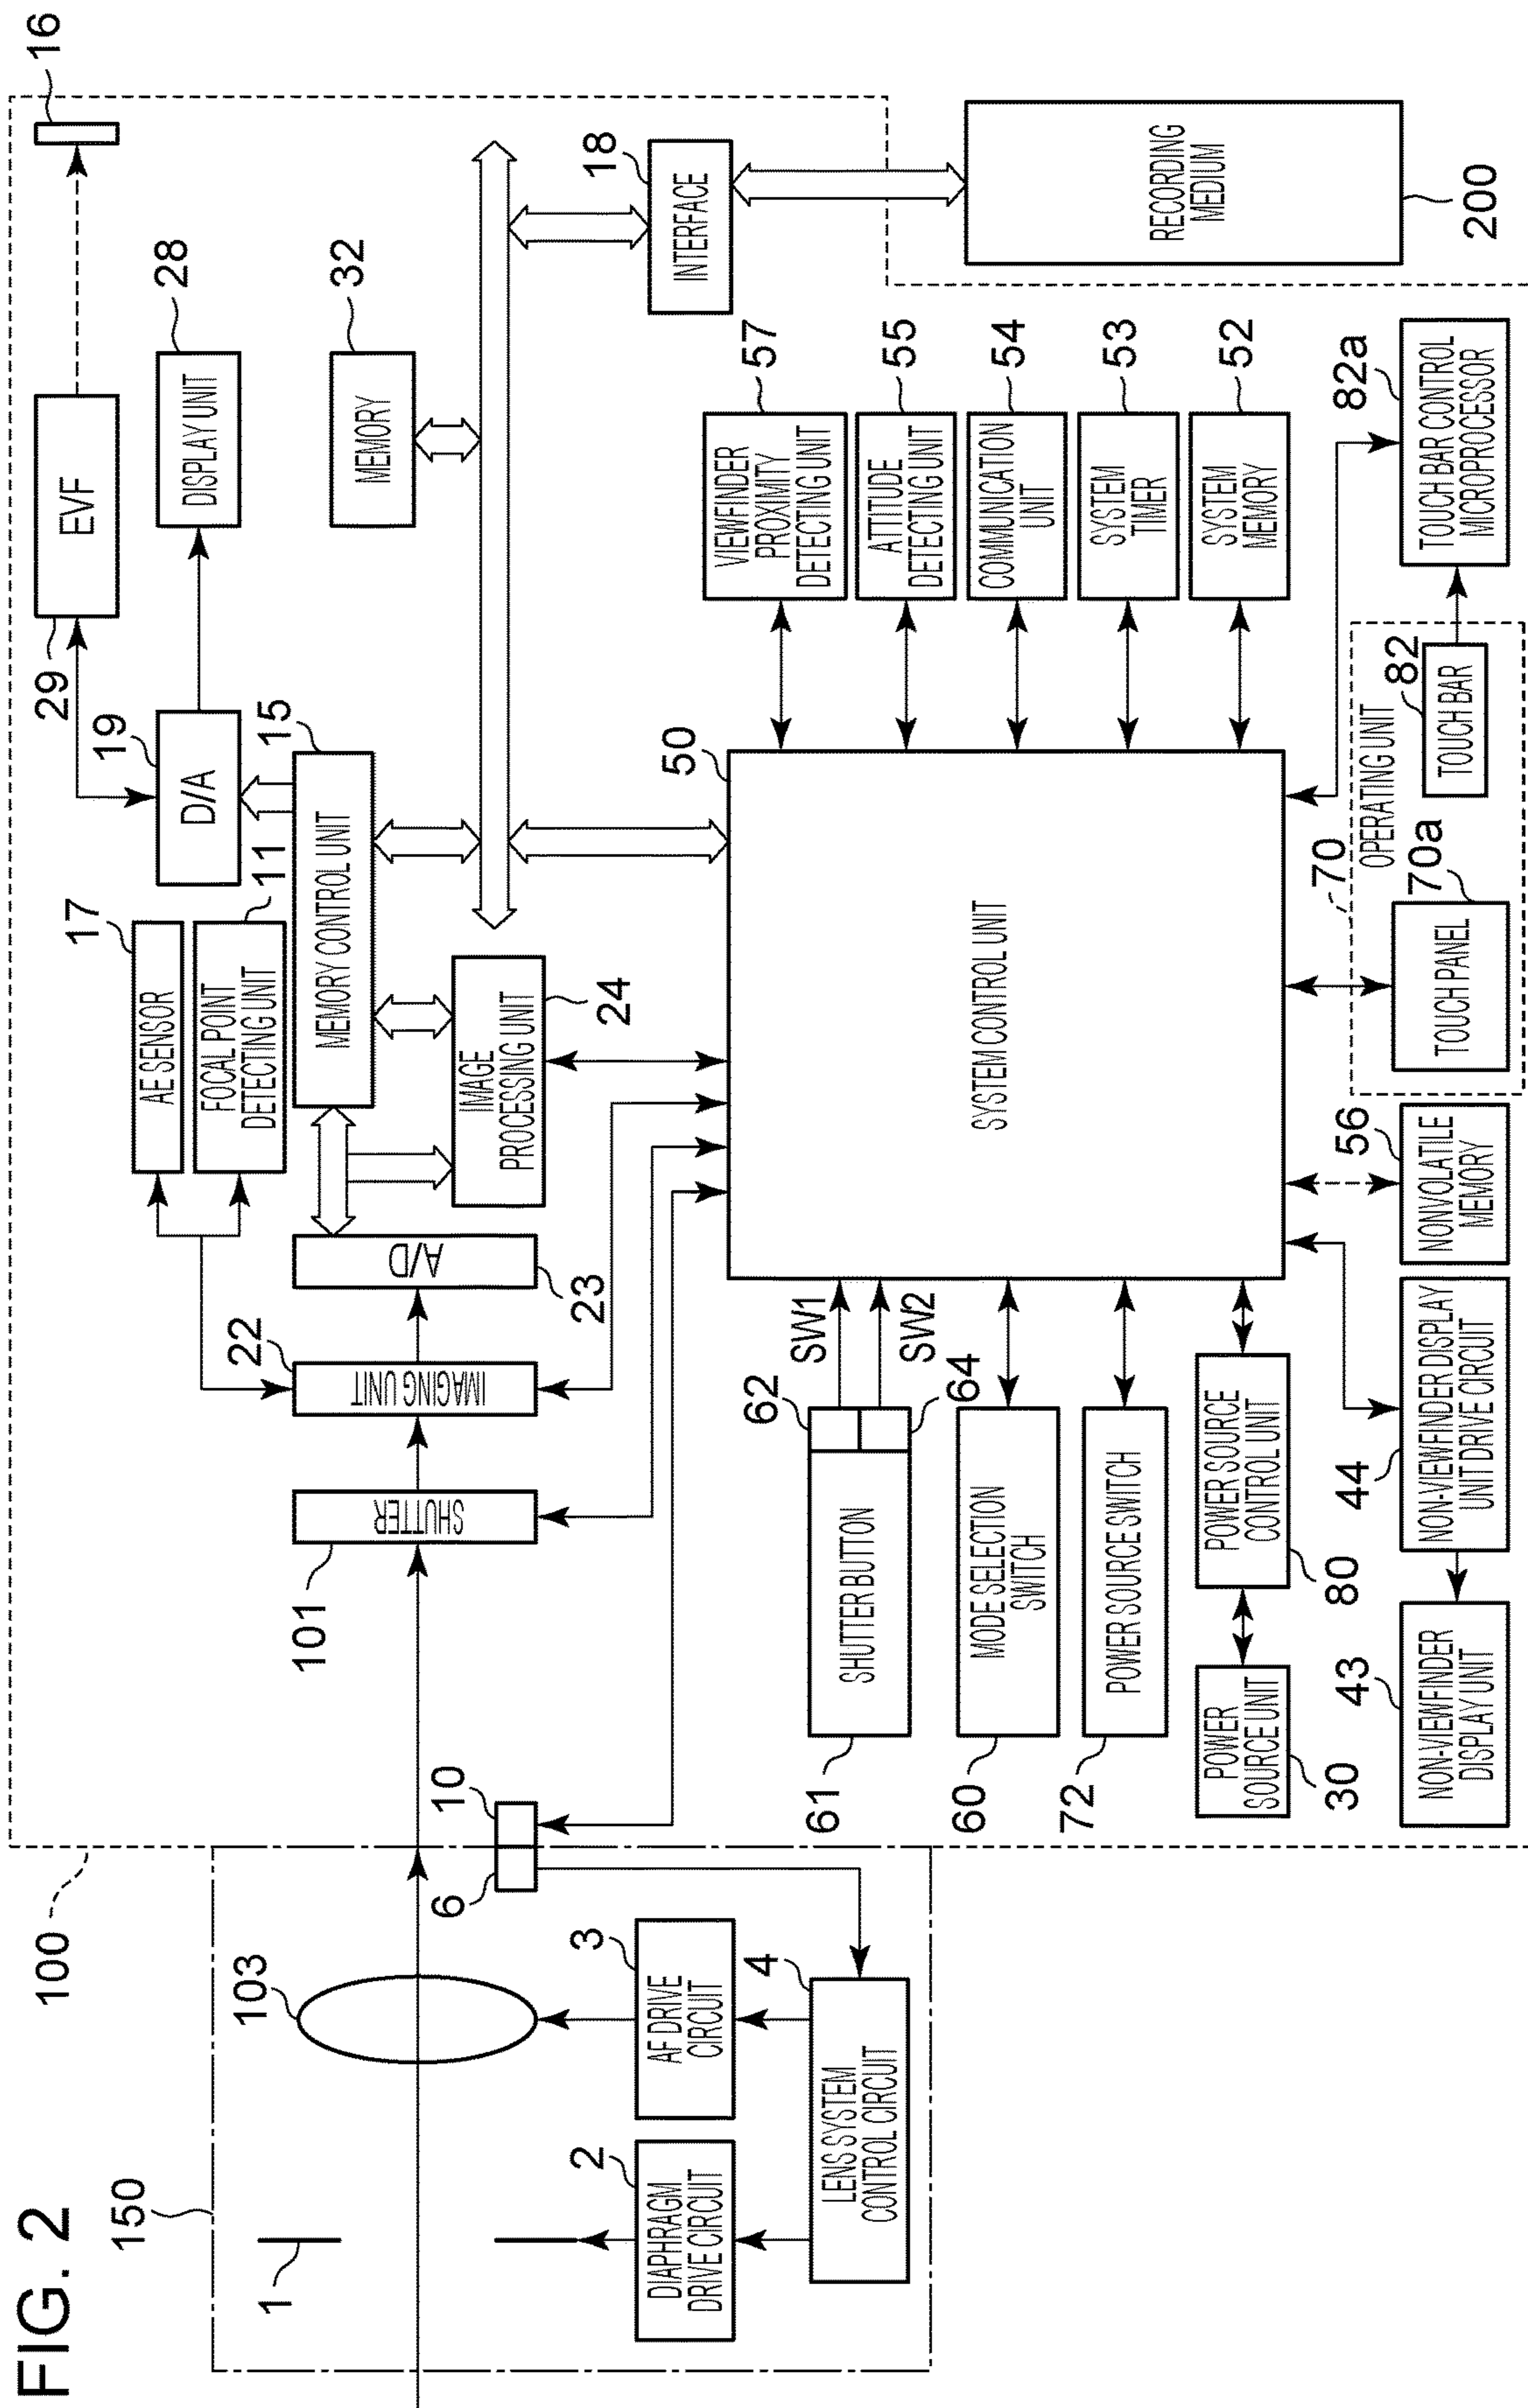 FIG. 2
100
150
1
103
2
DIAPHRAGM
DRIVE CIRCUIT
3
AF DRIVE
CIRCUIT
4
LENS SYSTEM
CONTROL CIRCUIT
6
10
101
SHUTTER
22
IMAGING UNIT
23
A/D
17
AE SENSOR
11
FOCAL POINT
DETECTING UNIT
15
MEMORY CONTROL UNIT
24
IMAGE
PROCESSING UNIT
19
D/A
29
EVF
16
28
DISPLAY UNIT
32
MEMORY
18
INTERFACE
RECORDING
MEDIUM
200
50
SYSTEM CONTROL UNIT
61
SHUTTER BUTTON
62
64
SW1
SW2
60
MODE SELECTION
SWITCH
72
POWER SOURCE SWITCH
POWER
SOURCE UNIT
30
POWER SOURCE
CONTROL UNIT
80
43
NON-VIEWFINDER
DISPLAY UNIT
44
NON-VIEWFINDER DISPLAY
UNIT DRIVE CIRCUIT
56
NONVOLATILE
MEMORY
57
VIEWFINDER
PROXIMITY
DETECTING UNIT
55
ATTITUDE
DETECTING UNIT
54
COMMUNICATION
UNIT
53
SYSTEM
TIMER
52
SYSTEM
MEMORY
70
OPERATING UNIT
70a
TOUCH PANEL
82
TOUCH BAR
82a
TOUCH BAR CONTROL
MICROPROCESSOR